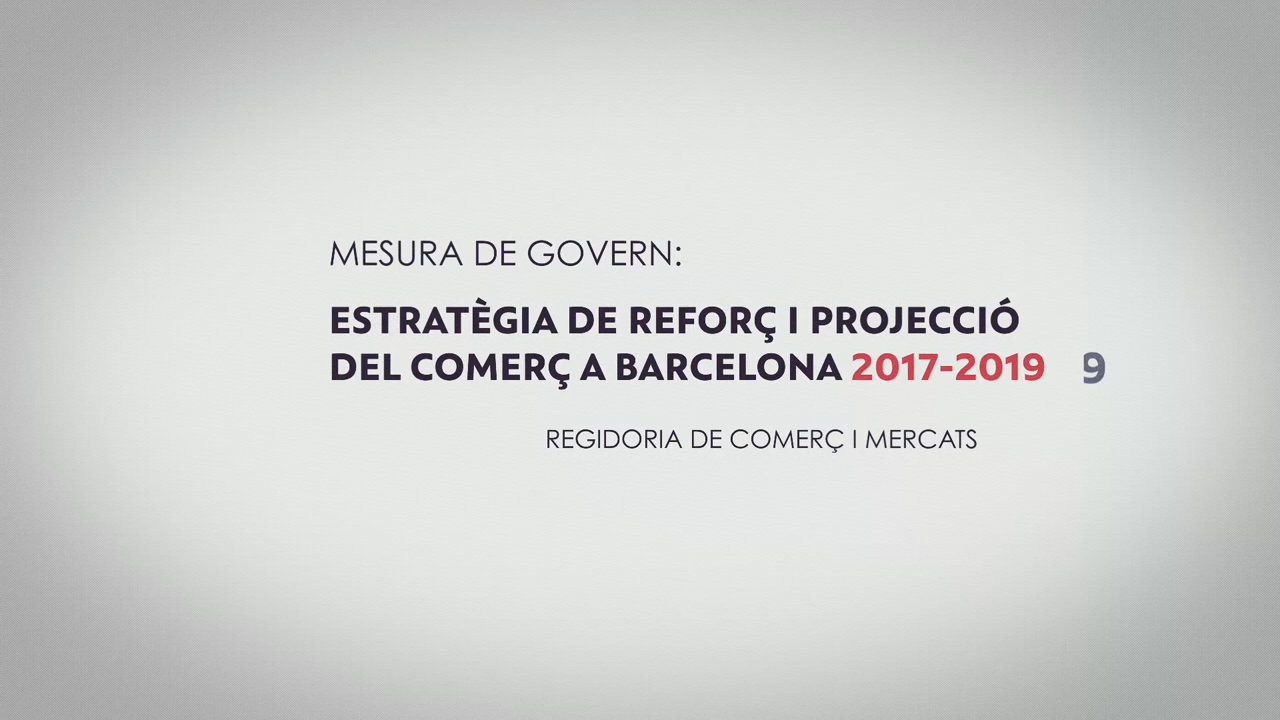 MESURA DE GOVERN:
ESTRATÈGIA DE REFORÇ I PROJECCIÓ
DEL COMERÇ A BARCELONA 2017-2019 9
REGIDORIA DE COMERÇ I MERCATS